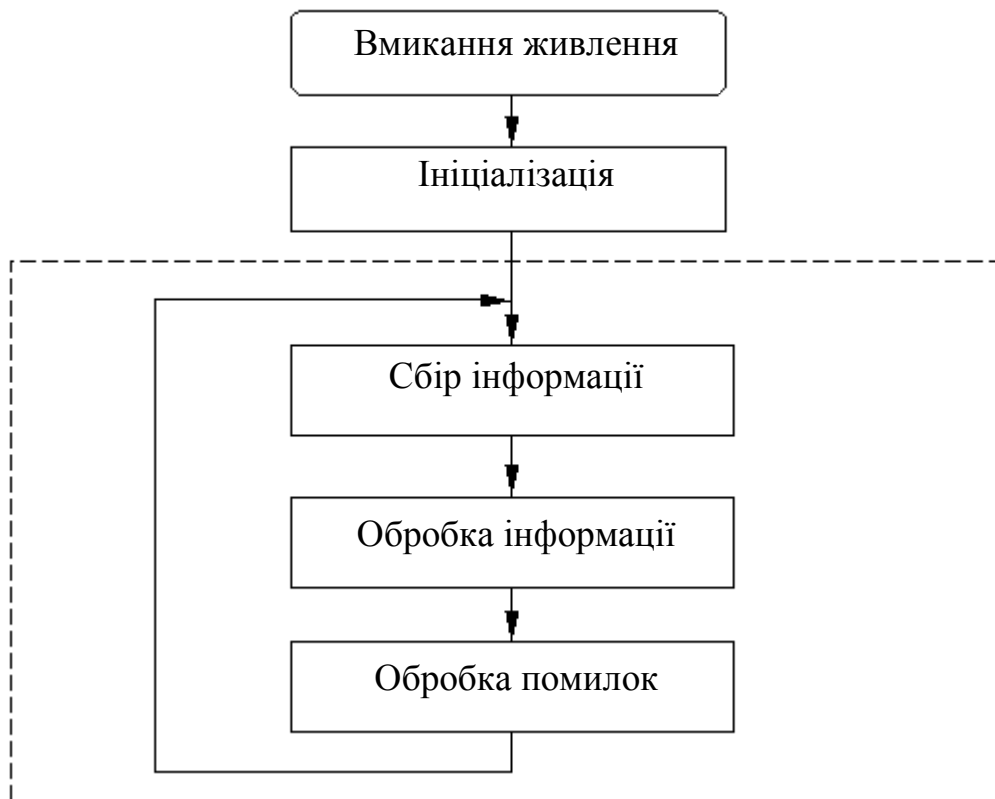 Вмикання живлення
Ініціалізація
Сбір інформації
Обробка інформації
Обробка помилок